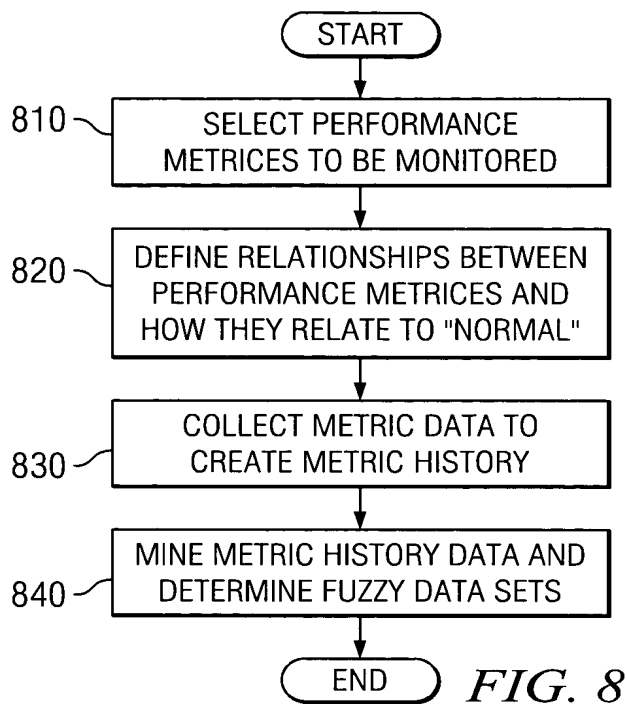 START
810
SELECT PERFORMANCE
METRICES TO BE MONITORED
820
DEFINE RELATIONSHIPS BETWEEN
PERFORMANCE METRICES AND
HOW THEY RELATE TO "NORMAL"
830
COLLECT METRIC DATA TO
CREATE METRIC HISTORY
840
MINE METRIC HISTORY DATA AND
DETERMINE FUZZY DATA SETS
END
FIG. 8